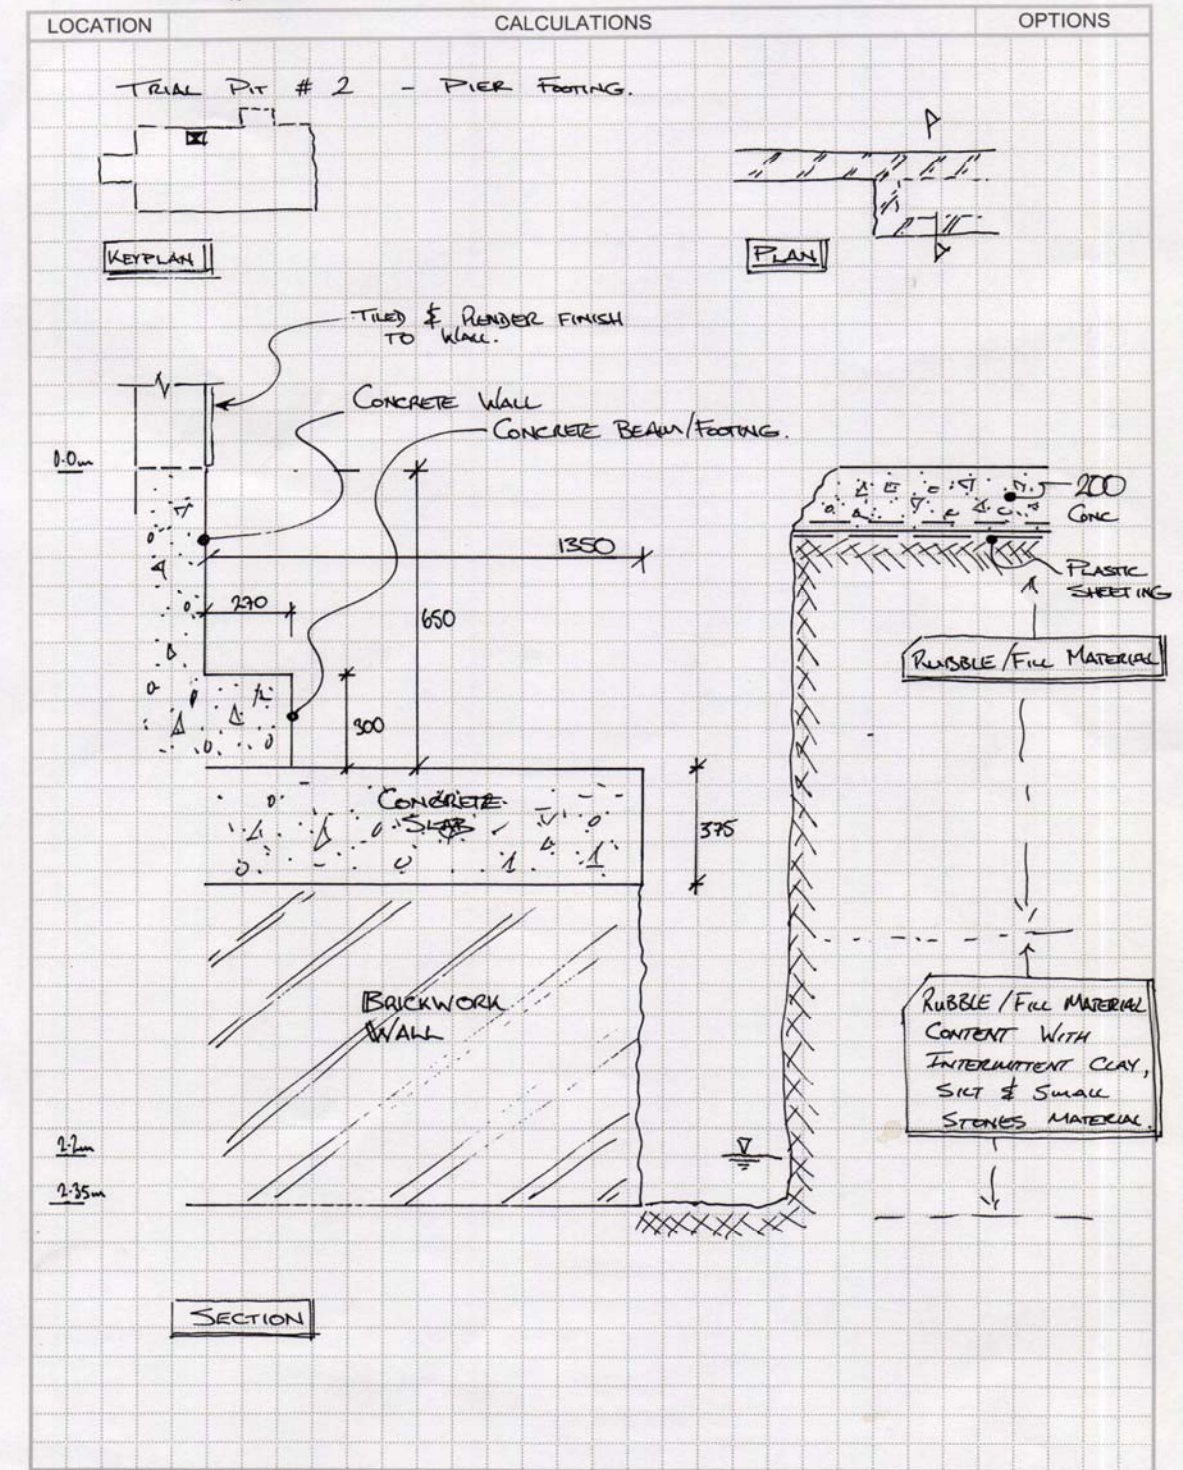 LOCATION
CALCULATIONS
OPTIONS
TRIAL PIT # 2 - PIER FOOTING.
KEYPLAN
PLAN
TILED & RENDER FINISH
TO WALL.
CONCRETE WALL
CONCRETE BEAM/FOOTING.
0.0m
200
CONC
1350
PLASTIC
SHEETING
270
650
RUBBLE/FILL MATERIAL
300
CONCRETE
SLAB
375
BRICKWORK
WALL
RUBBLE/FILL MATERIAL
CONTENT WITH
INTERMITTENT CLAY,
SILT & SMALL
STONES MATERIAL.
2.2m
2.35m
SECTION